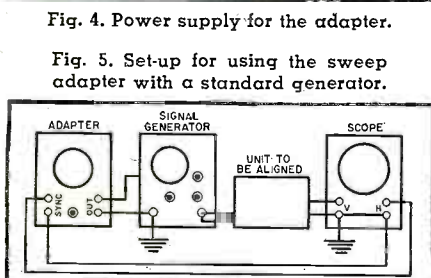 Fig. 4. Power supply for the adapter.
Fig. 5. Set-up for using the sweep
adapter with a standard generator.
ADAPTER
SIGNAL
GENERATOR
UNIT TO
BE ALIGNED
SCOPE
SYNC
OUT
V
H